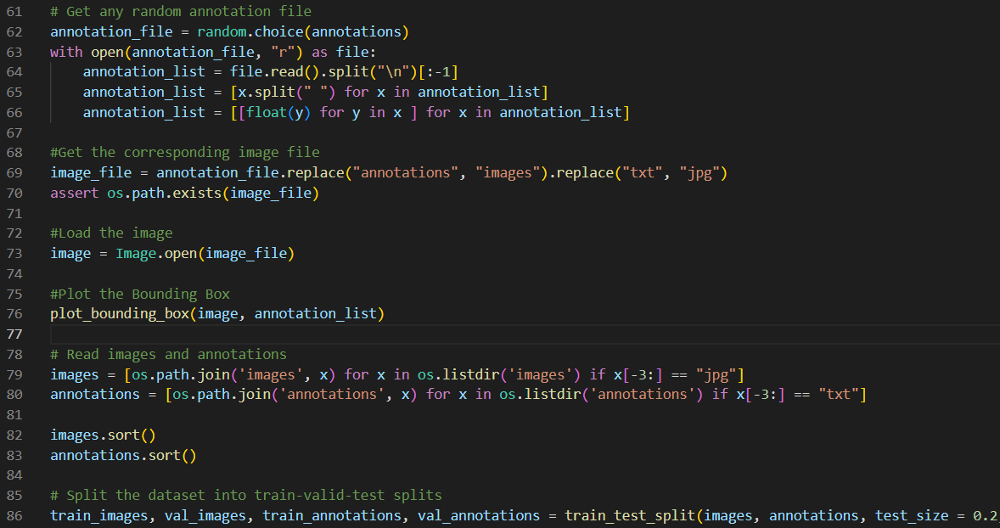 61 # Get any random annotation file
62 annotation_file = random.choice(annotations)
63 with open(annotation_file, "r") as file:
64     annotation_list = file.read().split("\n")[:-1]
65     annotation_list = [x.split(" ") for x in annotation_list]
66     annotation_list = [[float(y) for y in x ] for x in annotation_list]
67
68 #Get the corresponding image file
69 image_file = annotation_file.replace("annotations", "images").replace("txt", "jpg")
70 assert os.path.exists(image_file)
71
72 #Load the image
73 image = Image.open(image_file)
74
75 #Plot the Bounding Box
76 plot_bounding_box(image, annotation_list)
77
78 # Read images and annotations
79 images = [os.path.join('images', x) for x in os.listdir('images') if x[-3:] == "jpg"]
80 annotations = [os.path.join('annotations', x) for x in os.listdir('annotations') if x[-3:] == "txt"]
81
82 images.sort()
83 annotations.sort()
84
85 # Split the dataset into train-valid-test splits
86 train_images, val_images, train_annotations, val_annotations = train_test_split(images, annotations, test_size = 0.2,